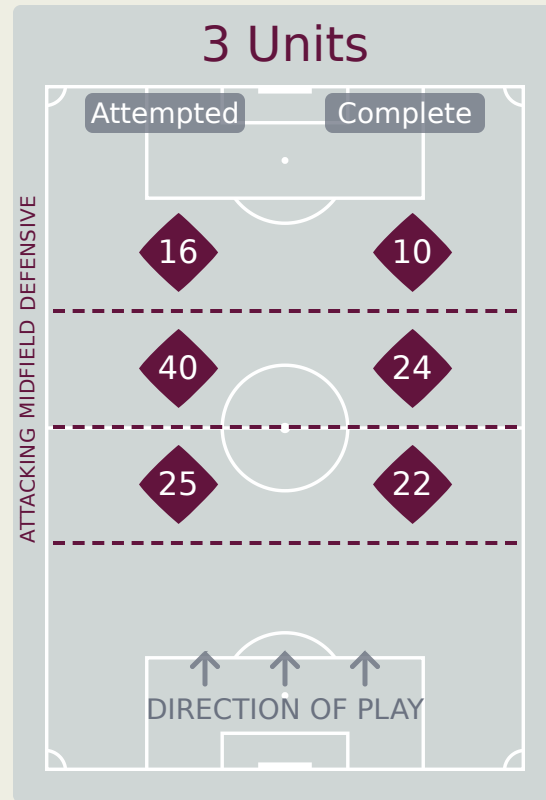 3 Units
Attempted
Complete
ATTACKING MIDFIELD DEFENSIVE
16
10
40
24
25
22
DIRECTION OF PLAY